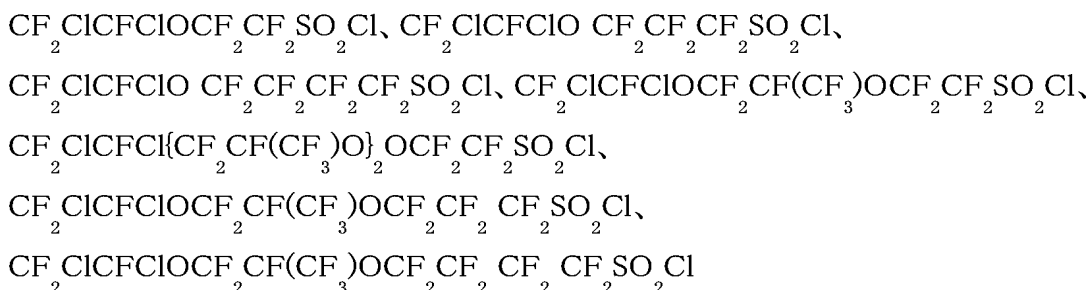 CF₂ClCFClOCF₂CF₂SO₂Cl、CF₂ClCFClO CF₂CF₂CF₂SO₂Cl、
CF₂ClCFClO CF₂CF₂CF₂CF₂SO₂Cl、CF₂ClCFClOCF₂CF(CF₃)OCF₂CF₂SO₂Cl、
CF₂ClCFCl{CF₂CF(CF₃)O}₂OCF₂CF₂SO₂Cl、
CF₂ClCFClOCF₂CF(CF₃)OCF₂CF₂ CF₂SO₂Cl、
CF₂ClCFClOCF₂CF(CF₃)OCF₂CF₂ CF₂ CF₂SO₂Cl